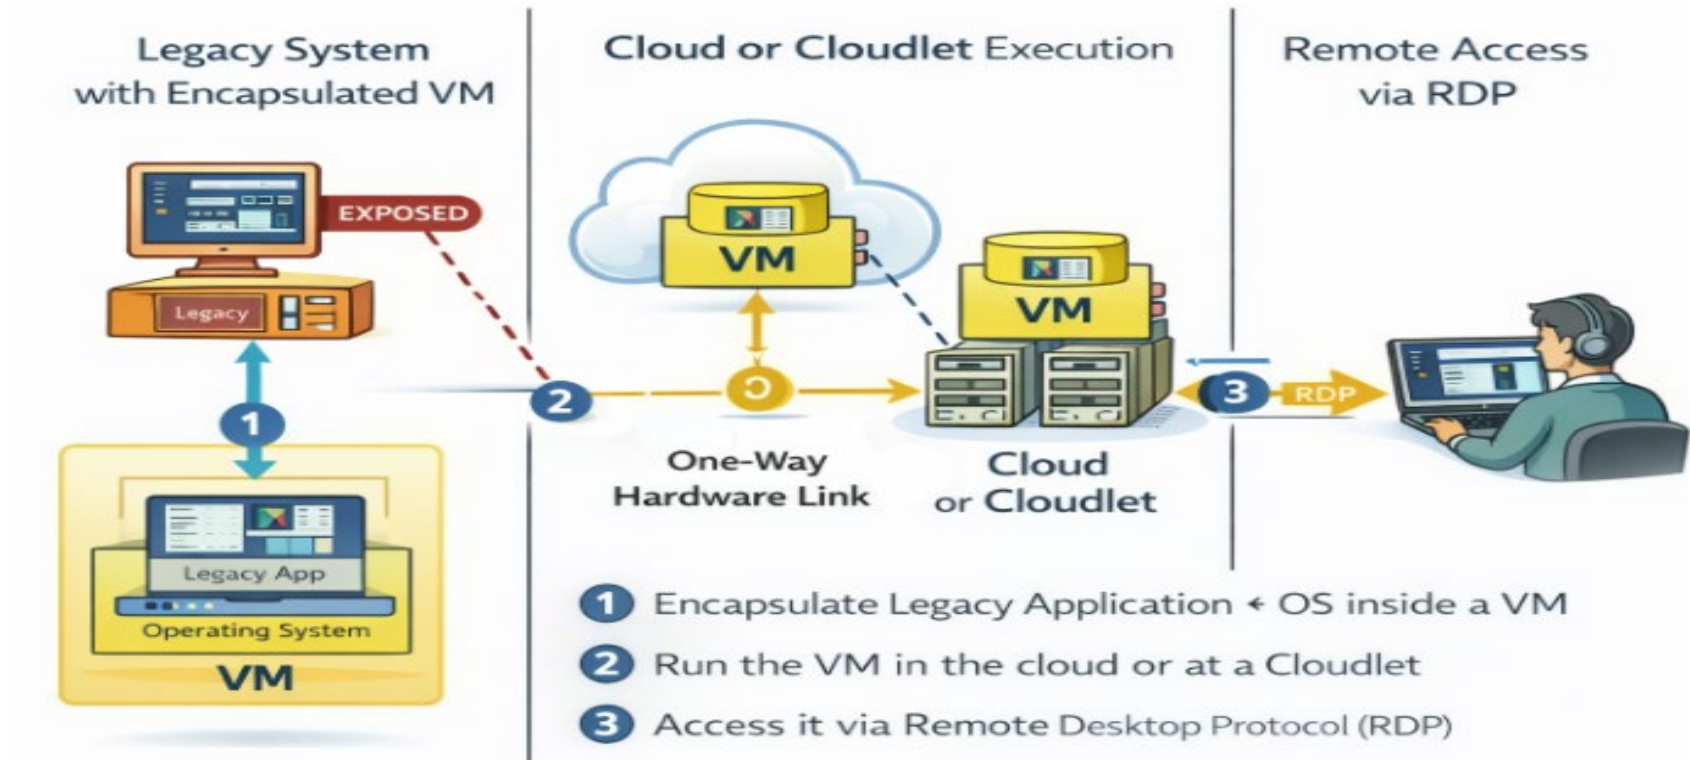 Legacy System
with Encapsulated VM
Cloud or Cloudlet Execution
Remote Access
via RDP
EXPOSED
Legacy
VM
VM
1
2
3
RDP
One-Way
Hardware Link
Cloud
or Cloudlet
Legacy App
Operating System
VM
1 Encapsulate Legacy Application ← OS inside a VM
2 Run the VM in the cloud or at a Cloudlet
3 Access it via Remote Desktop Protocol (RDP)